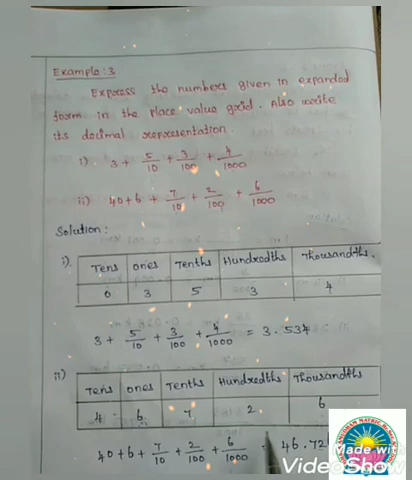 Example : 3
Express the numbers given in expanded
form in the place value grid. Also write
its decimal representation.
i) 3 + 5/10 + 3/100 + 4/1000
ii) 40 + 6 + 7/10 + 2/100 + 6/1000
Solution :
i)
Tens ones Tenths Hundredths Thousandths.
0 3 5 3 4
3 + 5/10 + 3/100 + 4/1000 = 3.534
ii)
Tens ones Tenths Hundredths Thousandths
4 6 7 2 6
40 + 6 + 7/10 + 2/100 + 6/1000 = 46.726
Made with
VideoShow